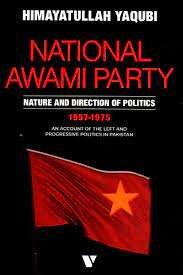 HIMAYATULLAH YAQUBI
NATIONAL
AWAMI PARTY
NATURE AND DIRECTION OF POLITICS
1957-1975
AN ACCOUNT OF THE LEFT AND
PROGRESSIVE POLITICS IN PAKISTAN
V